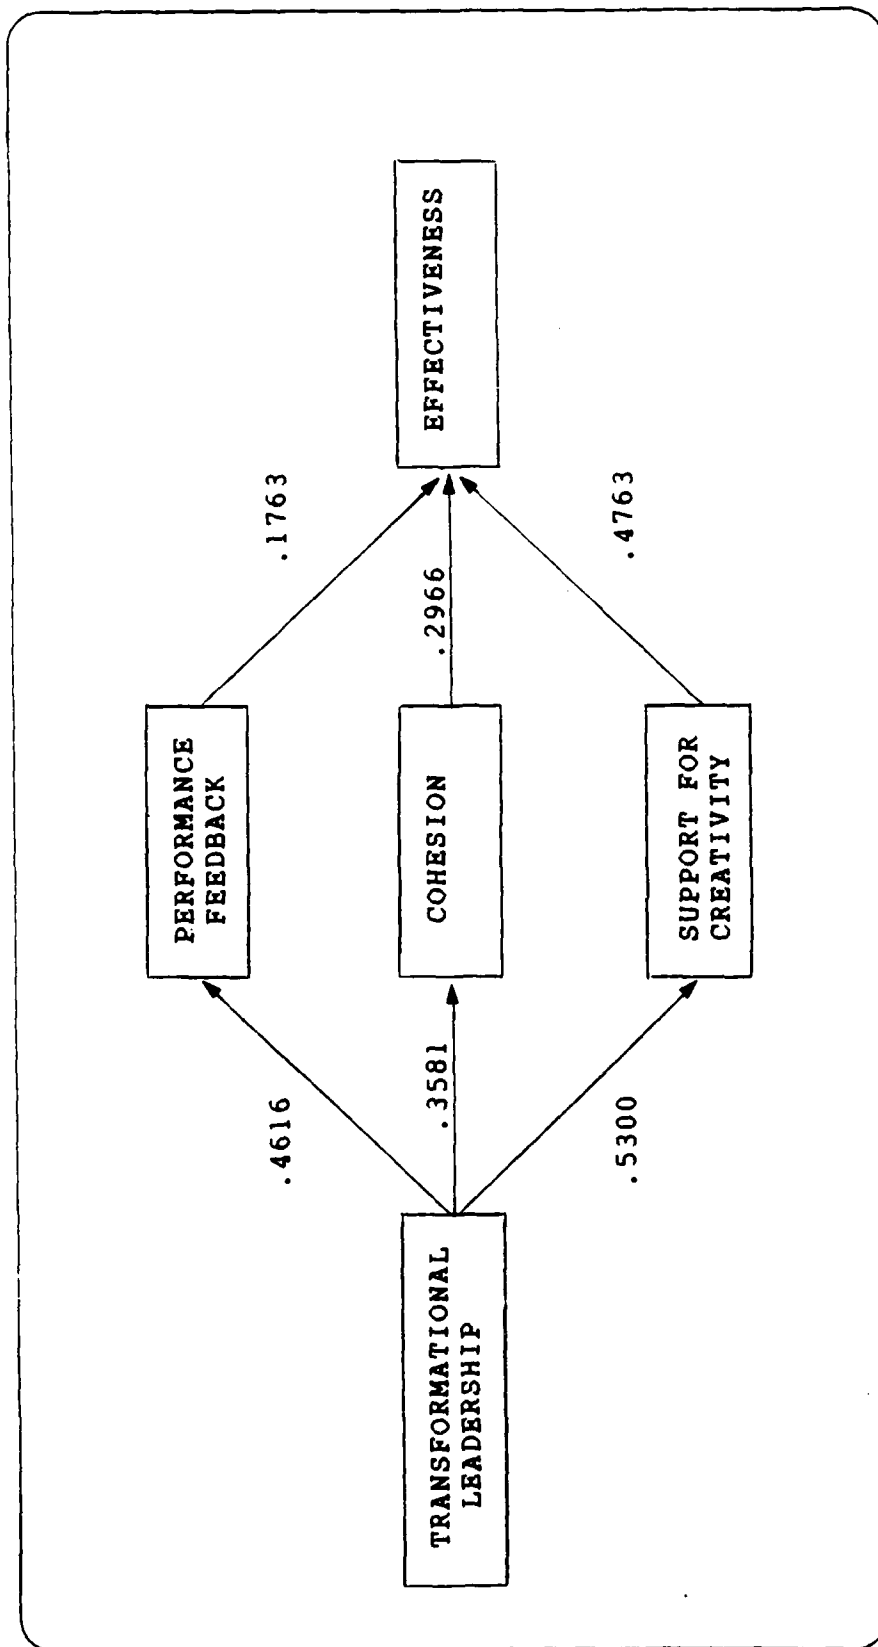 TRANSFORMATIONAL
LEADERSHIP
.4616
.3581
.5300
PERFORMANCE
FEEDBACK
COHESION
SUPPORT FOR
CREATIVITY
.1763
.2966
.4763
EFFECTIVENESS